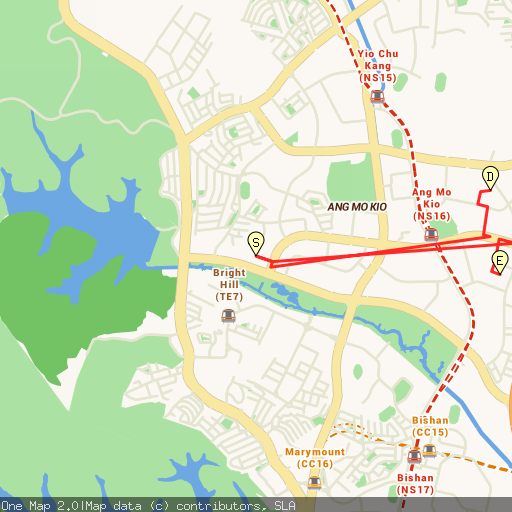 Yio Chu
Kang
(NS15)
D
Ang Mo
Kio
(NS16)
ANG MO KIO
S
E
Bright
Hill
(TE7)
Bishan
(CC15)
Marymount
(CC16)
Bishan
(NS17)
One Map 2.0|Map data (c) contributors, SLA